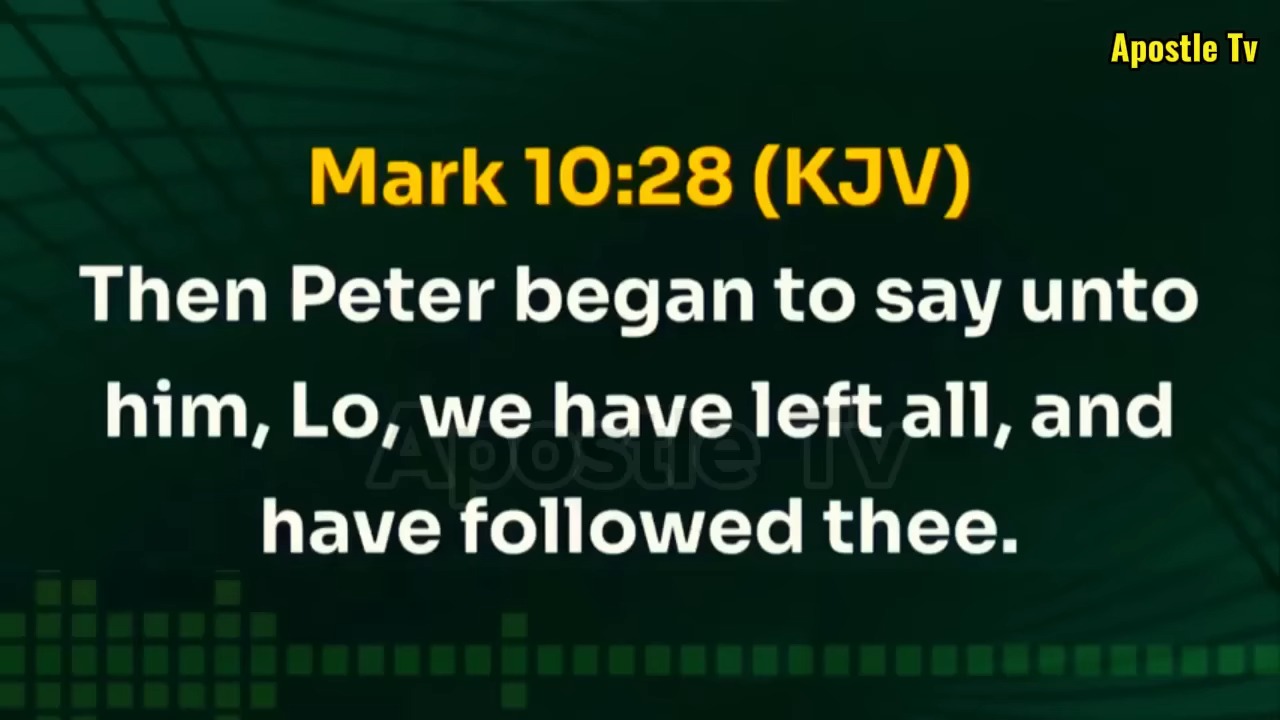 Apostle Tv
Mark 10:28 (KJV)
Then Peter began to say unto
him, Lo, we have left all, and
Apostle Tv
have followed thee.